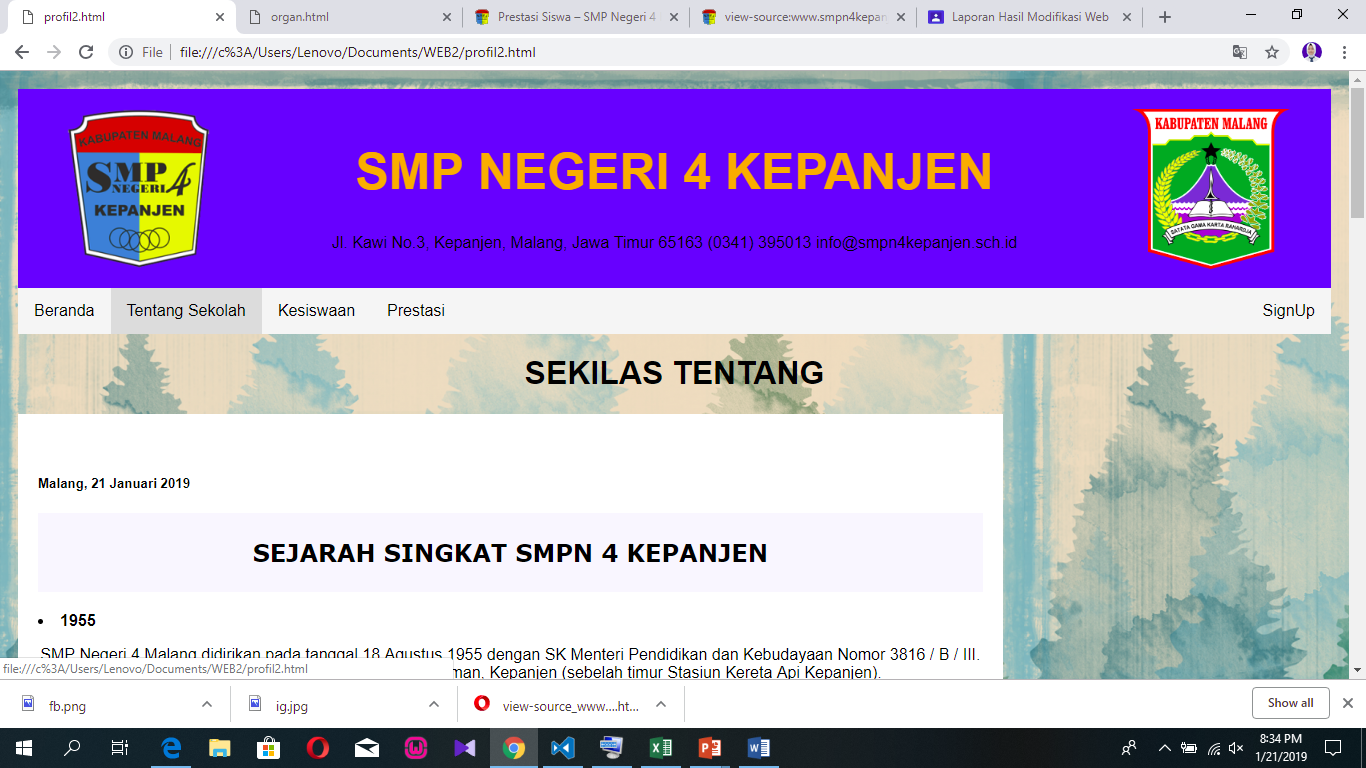 profil2.html
organ.html
Prestasi Siswa – SMP Negeri 4
view-source:www.smpn4kepan
Laporan Hasil Modifikasi Web
File
file:///c%3A/Users/Lenovo/Documents/WEB2/profil2.html
KABUPATEN MALANG
SMP
NEGERI 4
KEPANJEN
SMP NEGERI 4 KEPANJEN
Jl. Kawi No.3, Kepanjen, Malang, Jawa Timur 65163 (0341) 395013 info@smpn4kepanjen.sch.id
KABUPATEN MALANG
SATATA GAMA KARTA RAHARDJA
Beranda
Tentang Sekolah
Kesiswaan
Prestasi
SignUp
SEKILAS TENTANG
Malang, 21 Januari 2019
SEJARAH SINGKAT SMPN 4 KEPANJEN
• 1955
SMP Negeri 4 Malang didirikan pada tanggal 18 Agustus 1955 dengan SK Menteri Pendidikan dan Kebudayaan Nomor 3816 / B / III.
man, Kepanjen (sebelah timur Stasiun Kereta Api Kepanjen).
file:///c%3A/Users/Lenovo/Documents/WEB2/profil2.html
fb.png
ig.jpg
view-source_www....ht...
Show all
8:34 PM
1/21/2019